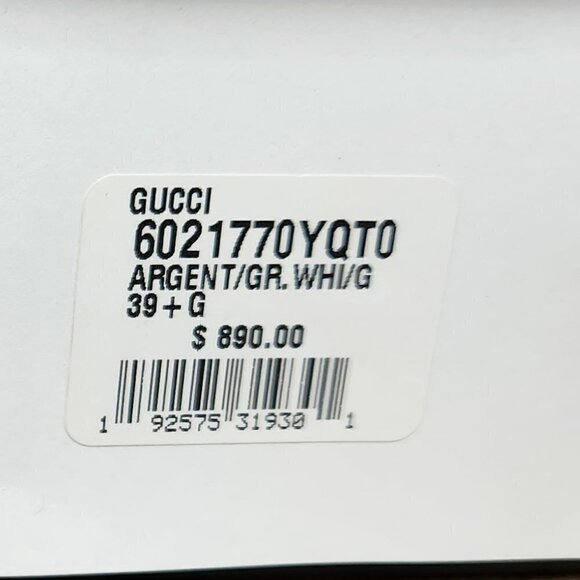 GUCCI
6021770YQT0
ARGENT/GR.WHI/G
39+G
$ 890.00
1 92575 31930 1